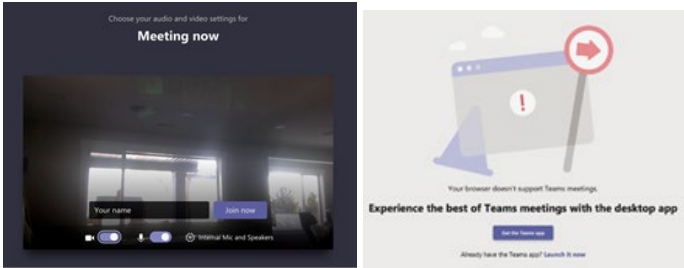 Choose your audio and video settings for
Meeting now
Your name
Join now
Internal Mic and Speakers
Your browser doesn't support Teams meetings.
Experience the best of Teams meetings with the desktop app
Get the Teams app
Already have the Teams app? Launch it now